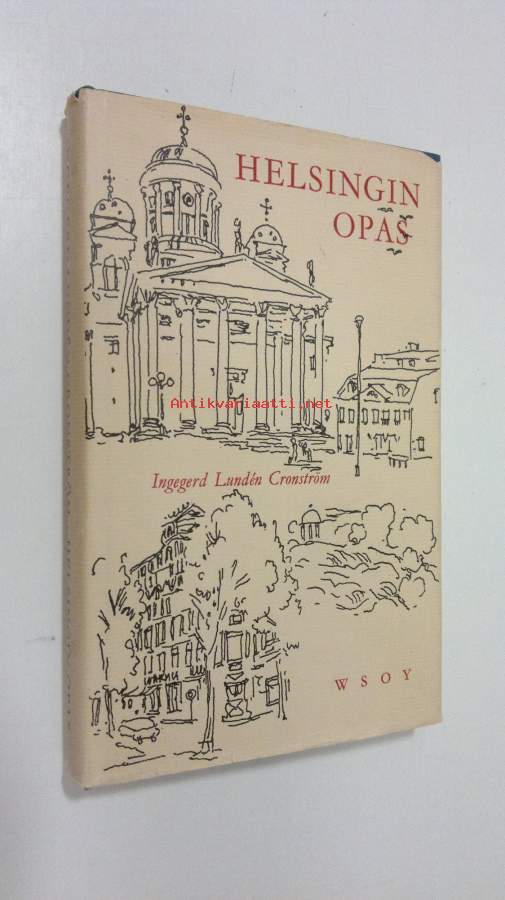 HELSINGIN
OPAS
Antikvariaatti.net
Ingegerd Lundén Cronström
WSOY